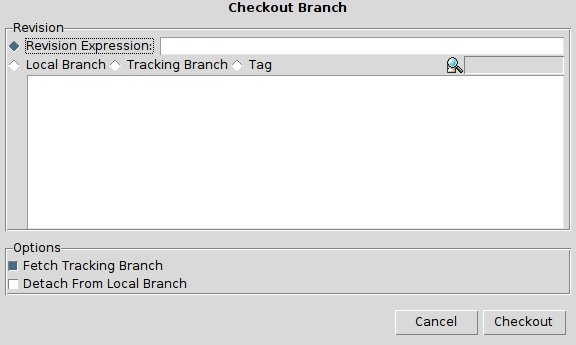 Checkout Branch
Revision
Revision Expression:
Local Branch Tracking Branch Tag
Options
Fetch Tracking Branch
Detach From Local Branch
Cancel Checkout